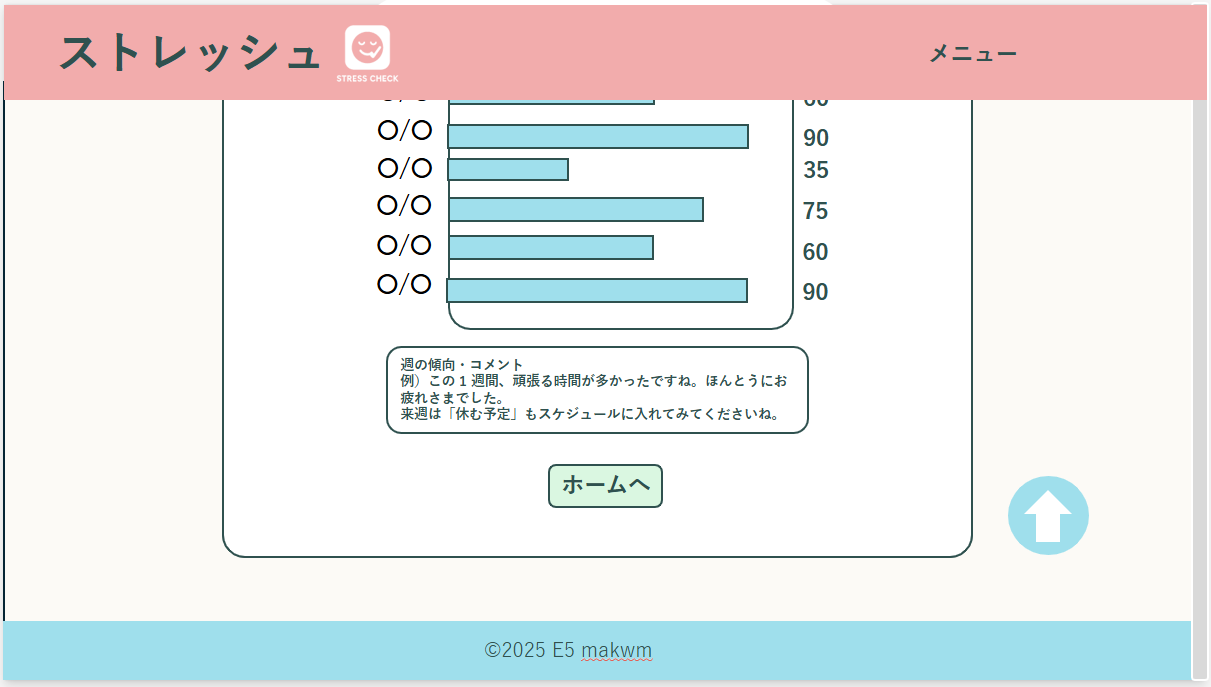 ストレッシュ
STRESS CHECK
メニュー
〇/〇 90
〇/〇 35
〇/〇 75
〇/〇 60
〇/〇 90
週の傾向・コメント
例）この１週間、頑張る時間が多かったですね。ほんとうにお
疲れさまでした。
来週は「休む予定」もスケジュールに入れてみてくださいね。
ホームへ
©2025 E5 makwm